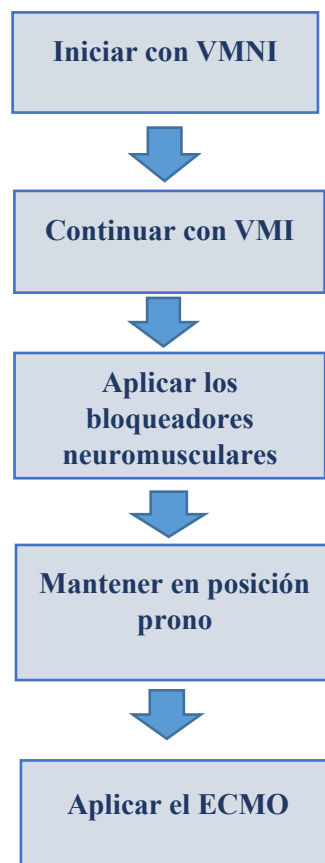 Iniciar con VMNI
Continuar con VMI
Aplicar los
bloqueadores
neuromusculares
Mantener en posición
prono
Aplicar el ECMO